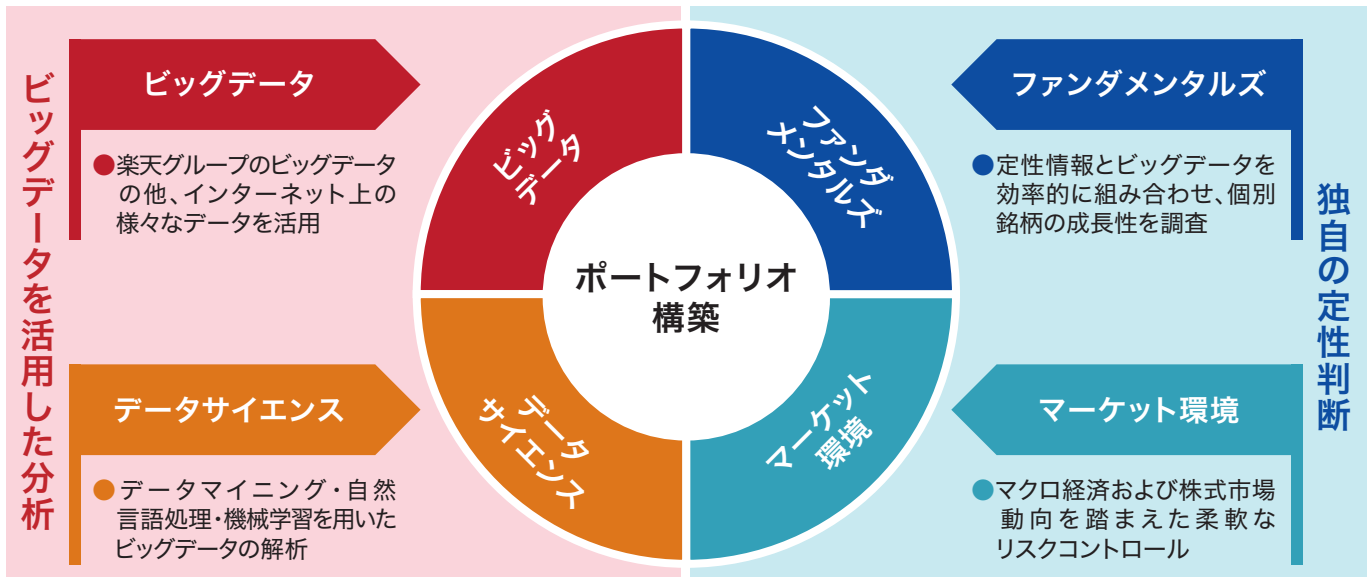 ビッグデータを活用した分析
ビッグデータ
●楽天グループのビッグデータ
の他、インターネット上の
様々なデータを活用
データサイエンス
●データマイニング・自然
言語処理・機械学習を用いた
ビッグデータの解析
ビッグ
データ
ファンダ
メンタルズ
ポートフォリオ
構築
データ
サイエンス
マーケット
環境
ファンダメンタルズ
●定性情報とビッグデータを
効率的に組み合わせ、個別
銘柄の成長性を調査
マーケット環境
●マクロ経済および株式市場
動向を踏まえた柔軟な
リスクコントロール
独自の定性判断